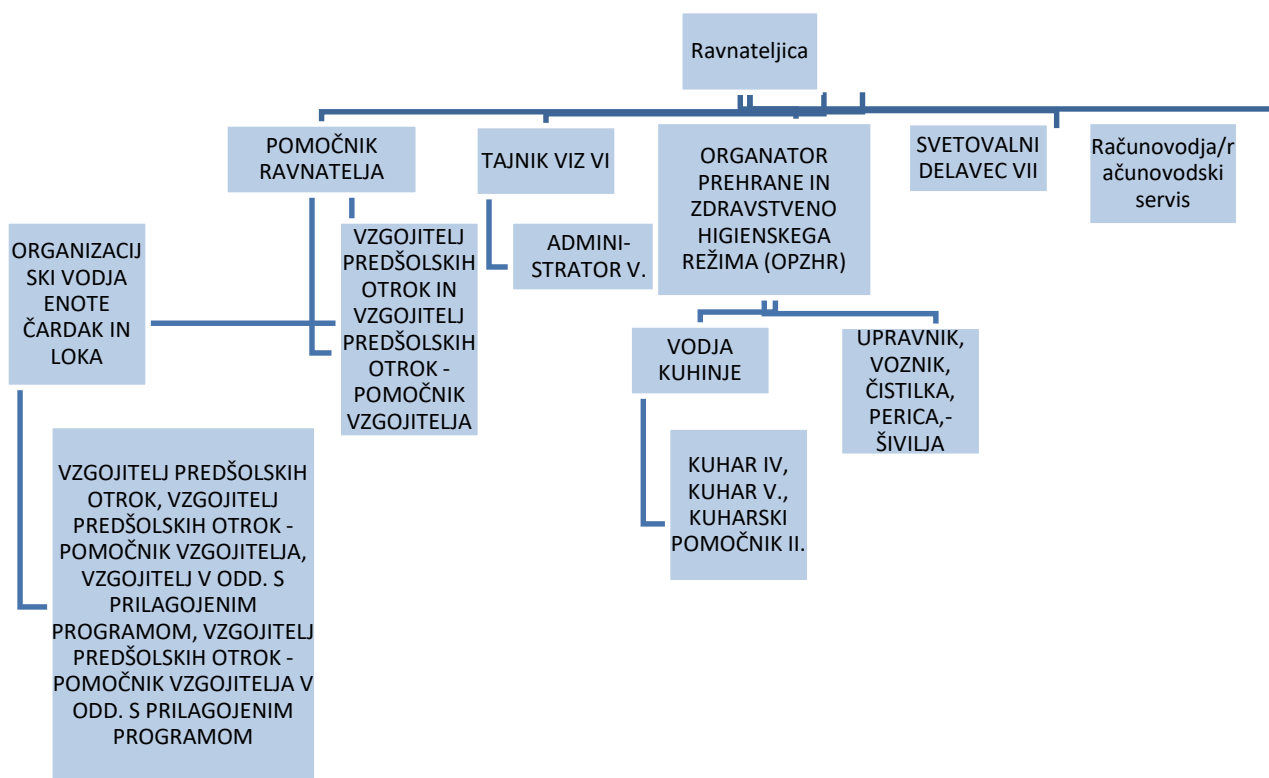 Ravnateljica
POMOČNIK
RAVNATELJA
TAJNIK VIZ VI
ORGANATOR
PREHRANE IN
ZDRAVSTVENO
HIGIENSKEGA
REŽIMA (OPZHR)
SVETOVALNI
DELAVEC VII
Računovodja/r
ačunovodski
servis
ORGANIZACIJ
SKI VODJA
ENOTE
ČARDAK IN
LOKA
VZGOJITELJ
PREDŠOLSKIH
OTROK IN
VZGOJITELJ
PREDŠOLSKIH
OTROK -
POMOČNIK
VZGOJITELJA
ADMINI-
STRATOR V.
VODJA
KUHINJE
UPRAVNIK,
VOZNIK,
ČISTILKA,
PERICA,-
ŠIVILJA
VZGOJITELJ PREDŠOLSKIH
OTROK, VZGOJITELJ
PREDŠOLSKIH OTROK -
POMOČNIK VZGOJITELJA,
VZGOJITELJ V ODD. S
PRILAGOJENIM
PROGRAMOM, VZGOJITELJ
PREDŠOLSKIH OTROK -
POMOČNIK VZGOJITELJA V
ODD. S PRILAGOJENIM
PROGRAMOM
KUHAR IV,
KUHAR V.,
KUHARSKI
POMOČNIK II.